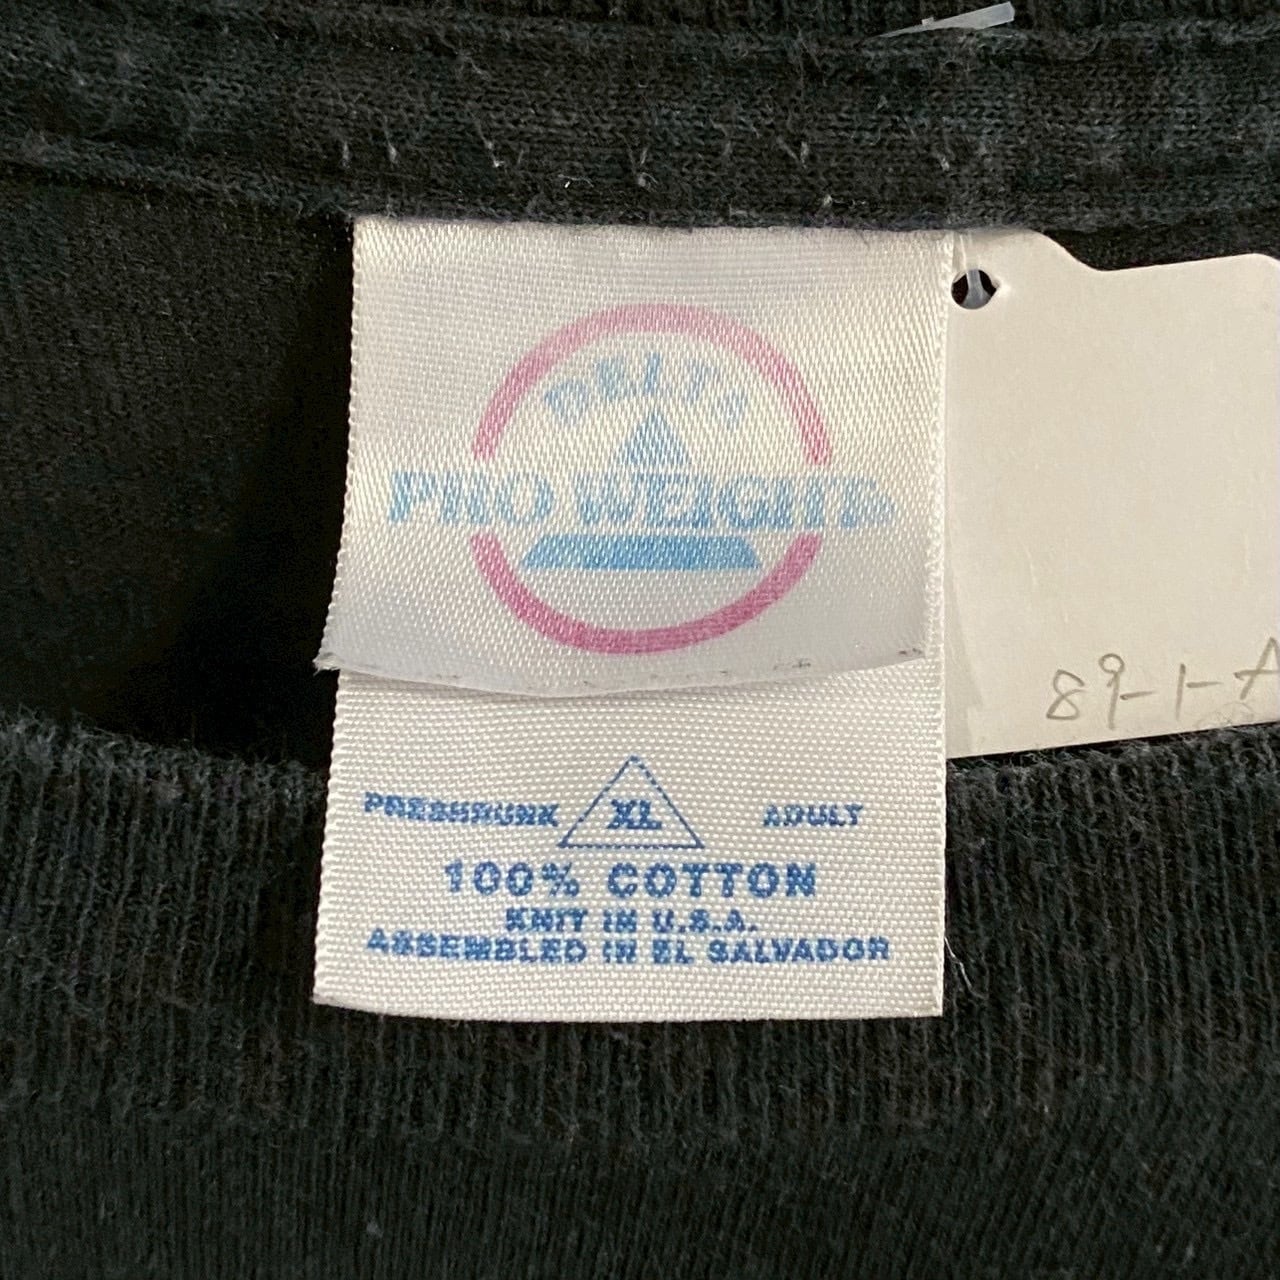 DELTA
PRO WEIGHT
89-1-A
PRESHRUNK XL ADULT
100% COTTON
KNIT IN U.S.A.
ASSEMBLED IN EL SALVADOR